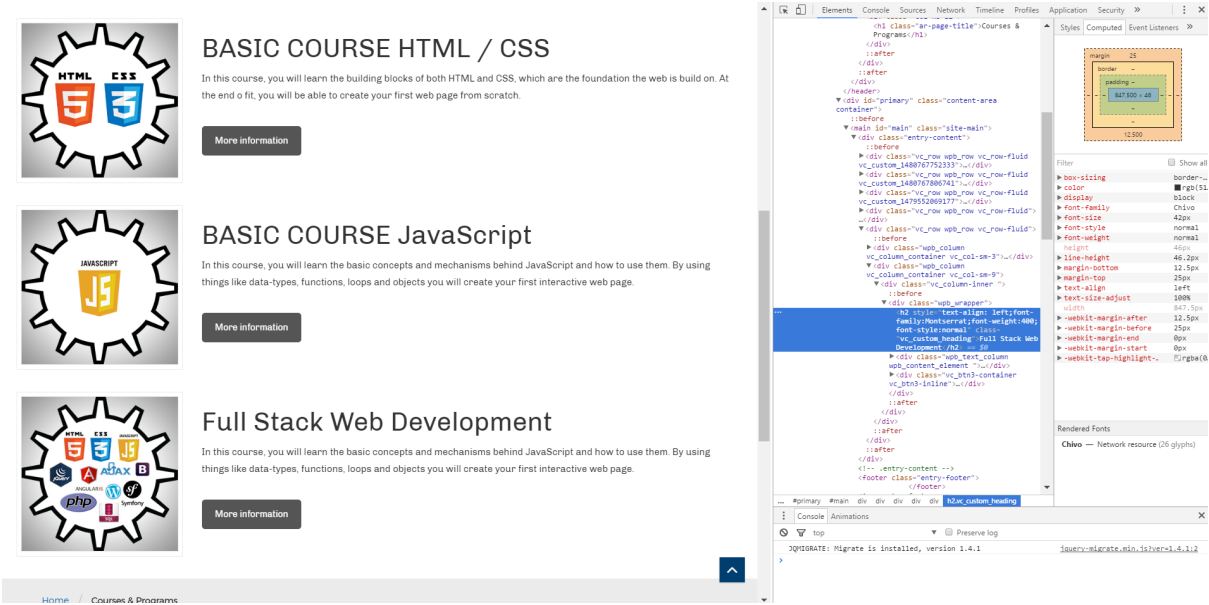 HTML CSS
BASIC COURSE HTML / CSS
In this course, you will learn the building blocks of both HTML and CSS, which are the foundation the web is build on. At
the end o fit, you will be able to create your first web page from scratch.
More information
JAVASCRIPT
JS
BASIC COURSE JavaScript
In this course, you will learn the basic concepts and mechanisms behind JavaScript and how to use them. By using
things like data-types, functions, loops and objects you will create your first interactive web page.
More information
HTML CSS JAVASCRIPT
JS
jQuery
AJAX
B
ANGULARJS
php
Symfony
Full Stack Web Development
In this course, you will learn the basic concepts and mechanisms behind JavaScript and how to use them. By using
things like data-types, functions, loops and objects you will create your first interactive web page.
More information
Home / Courses & Programs
Elements Console Sources Network Timeline Profiles Application Security »
<h1 class="ar-page-title">Courses &
Programs</h1>
</div>
::after
</div>
::after
</div>
</header>
▼<div id="primary" class="content-area
container">
::before
▼<main id="main" class="site-main">
▼<div class="entry-content">
::before
▶<div class="vc_row wpb_row vc_row-fluid
vc_custom_1480767752333">…</div>
▶<div class="vc_row wpb_row vc_row-fluid
vc_custom_1480767806741">…</div>
▶<div class="vc_row wpb_row vc_row-fluid
vc_custom_1479552069177">…</div>
▶<div class="vc_row wpb_row vc_row-fluid">
…</div>
▼<div class="vc_row wpb_row vc_row-fluid">
::before
▶<div class="wpb_column
vc_column_container vc_col-sm-3">…</div>
▼<div class="wpb_column
vc_column_container vc_col-sm-9">
▼<div class="vc_column-inner ">
::before
▼<div class="wpb_wrapper">
<h2 style="text-align: left;font-
family:Montserrat;font-weight:400;
font-style:normal" class=
"vc_custom_heading">Full Stack Web
Development</h2> == $0
▶<div class="wpb_text_column
wpb_content_element ">…</div>
▶<div class="vc_btn3-container
vc_btn3-inline">…</div>
</div>
::after
</div>
</div>
::after
</div>
::after
</div>
<!-- .entry-content -->
<footer class="entry-footer">
</footer>
... #primary #main div div div div div h2.vc_custom_heading
Styles Computed Event Listeners »
margin 25
border –
padding –
847.500 × 46
12.500
Filter Show all
box-sizing border-…
color rgb(51
display block
font-family Chivo
font-size 42px
font-style normal
font-weight normal
height 46px
line-height 46.2px
margin-bottom 12.5px
margin-top 25px
text-align left
text-size-adjust 100%
width 847.5px
-webkit-margin-after 12.5px
-webkit-margin-before 25px
-webkit-margin-end 0px
-webkit-margin-start 0px
-webkit-tap-highlight-… rgba(0
Rendered Fonts
Chivo — Network resource (26 glyphs)
Console Animations
top ▼ Preserve log
JQMIGRATE: Migrate is installed, version 1.4.1 jquery-migrate.min.js?ver=1.4.1:2